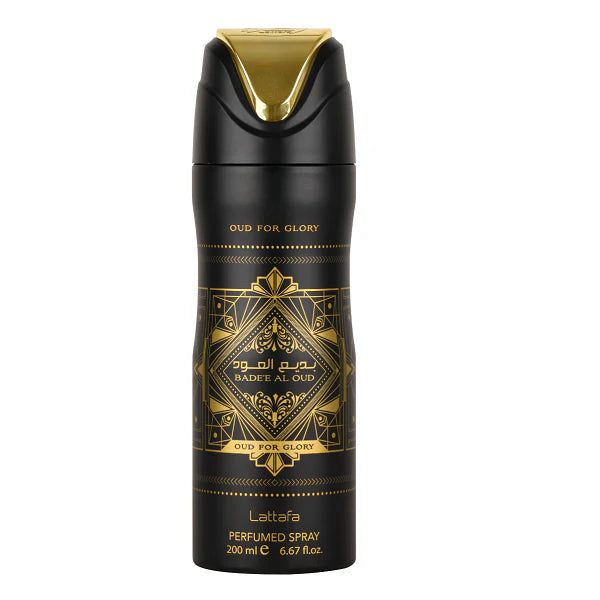 OUD FOR GLORY
بديع العود
BADE'E AL OUD
OUD FOR GLORY
Lattafa
PERFUMED SPRAY
200 ml e 6.67 fl.oz.